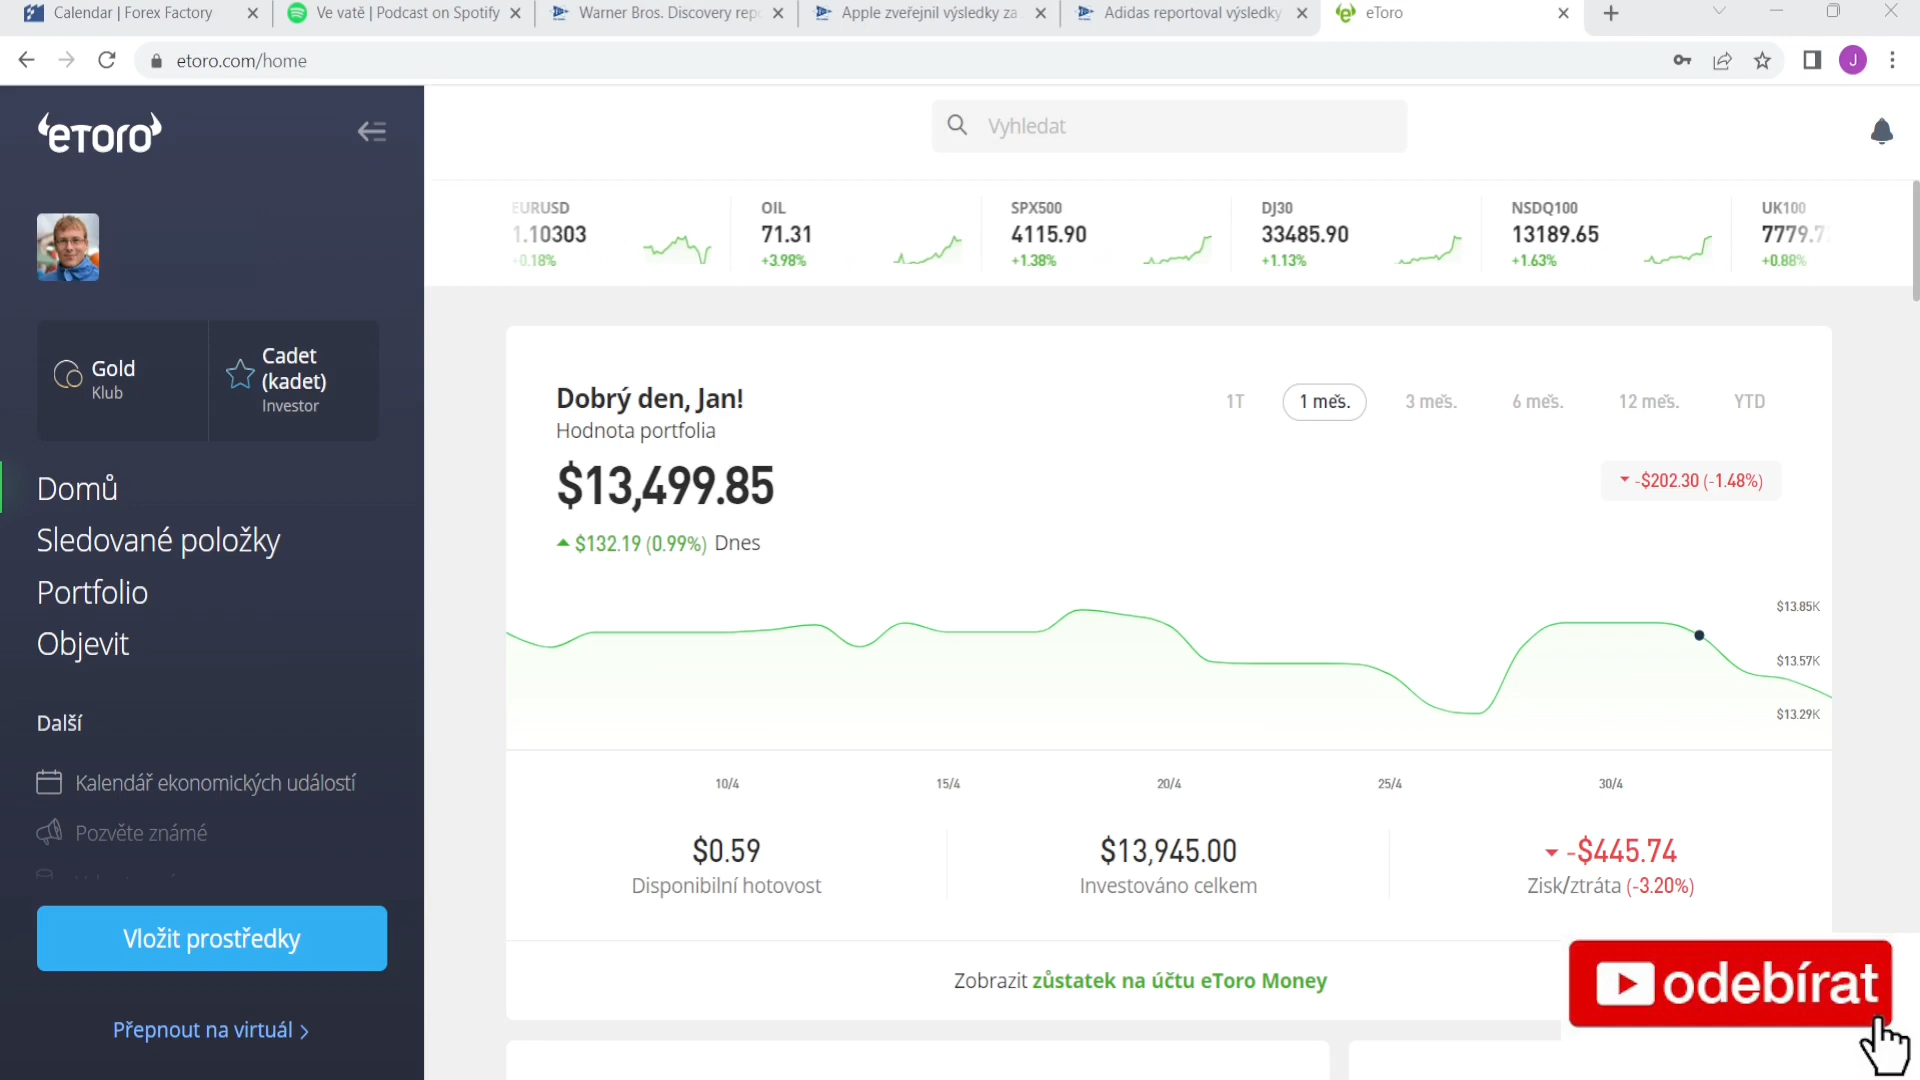 Calendar | Forex Factory
Ve vatě | Podcast on Spotify
Warner Bros. Discovery rep
Apple zveřejnil výsledky za
Adidas reportoval výsledky
eToro
etoro.com/home
J
eToro
Vyhledat
EURUSD
1.10303
+0.18%
OIL
71.31
+3.98%
SPX500
4115.90
+1.38%
DJ30
33485.90
+1.13%
NSDQ100
13189.65
+1.63%
UK100
7779.7
+0.88%
Gold
Klub
Cadet
(kadet)
Investor
Domů
Sledované položky
Portfolio
Objevit
Další
Kalendář ekonomických událostí
Pozvěte známé
Vložit prostředky
Přepnout na virtuál >
Dobrý den, Jan!
Hodnota portfolia
$13,499.85
$132.19 (0.99%) Dnes
1T
1 měs.
3 měs.
6 měs.
12 měs.
YTD
-$202.30 (-1.48%)
$13.85K
$13.57K
$13.29K
10/4
15/4
20/4
25/4
30/4
$0.59
Disponibilní hotovost
$13,945.00
Investováno celkem
-$445.74
Zisk/ztráta (-3.20%)
Zobrazit zůstatek na účtu eToro Money
odebírat